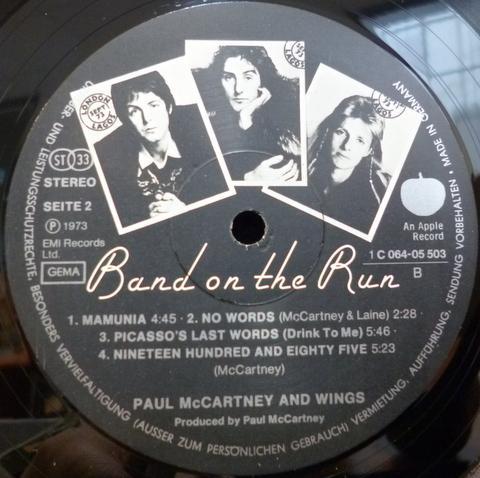 LONDON
SEPT 73
LAGOS
LAGOS
ST 33
STEREO
SEITE 2
℗ 1973
EMI Records
Ltd.
GEMA
An Apple
Record
1 C 064-05 503
B
Band on the Run
1. MAMUNIA 4:45 · 2. NO WORDS (McCartney & Laine) 2:28 ·
3. PICASSO'S LAST WORDS (Drink To Me) 5:46 ·
4. NINETEEN HUNDRED AND EIGHTY FIVE 5:23
(McCartney)
PAUL McCARTNEY AND WINGS
Produced by Paul McCartney
UND LEISTUNGSSCHUTZRECHTE, BESONDERS VERVIELFÄLTIGUNG (AUSSER ZUM PERSÖNLICHEN GEBRAUCH) VERMIETUNG, AUFFÜHRUNG, SENDUNG VORBEHALTEN · MADE IN GERMANY